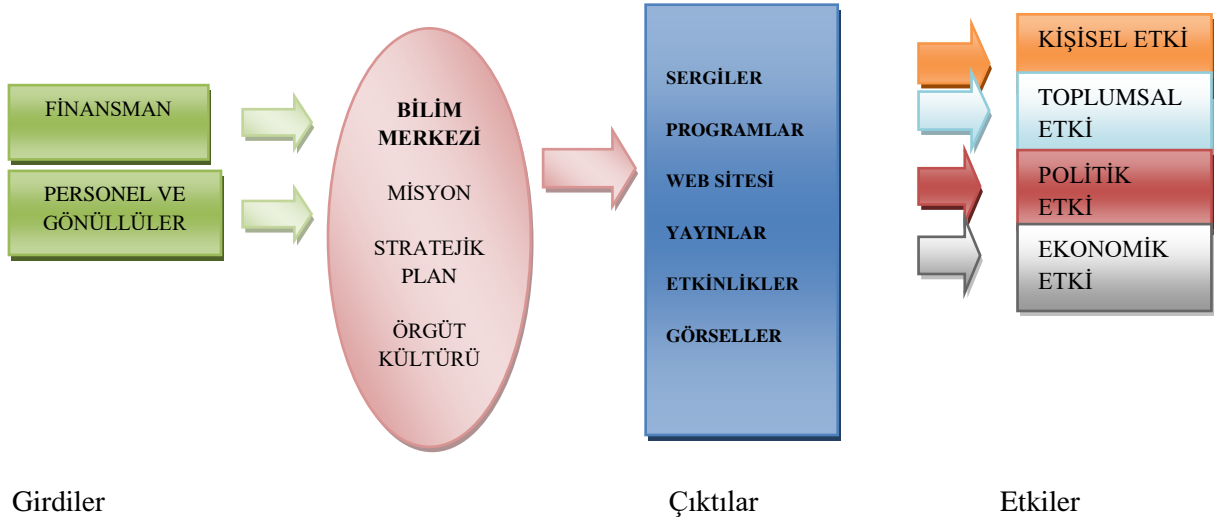 FİNANSMAN
PERSONEL VE
GÖNÜLLÜLER
BİLİM
MERKEZİ
MİSYON
STRATEJİK
PLAN
ÖRGÜT
KÜLTÜRÜ
SERGİLER
PROGRAMLAR
WEB SİTESİ
YAYINLAR
ETKİNLİKLER
GÖRSELLER
KİŞİSEL ETKİ
TOPLUMSAL
ETKİ
POLİTİK
ETKİ
EKONOMİK
ETKİ
Girdiler
Çıktılar
Etkiler